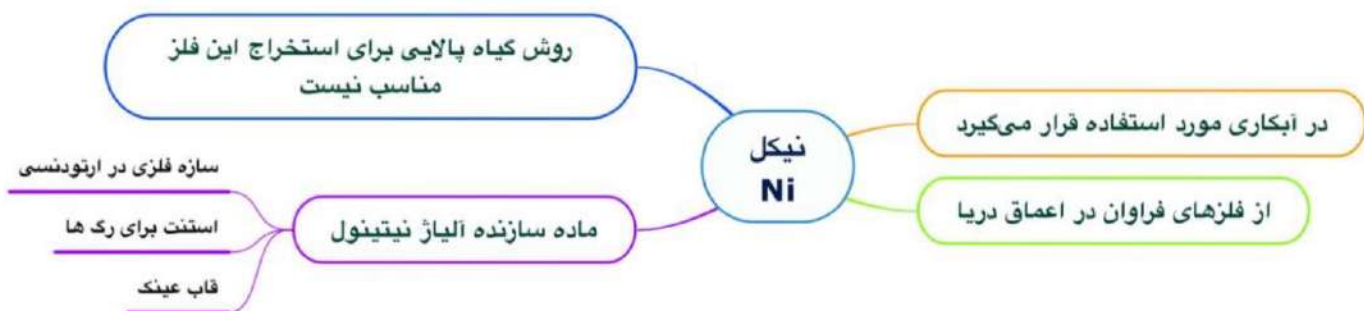 روش گیاه پالایی برای استخراج این فلز
مناسب نیست
نیکل
Ni
در آبکاری مورد استفاده قرار می‌گیرد
از فلزهای فراوان در اعماق دریا
ماده سازنده آلیاژ نیتینول
سازه فلزی در ارتودنسی
استنت برای رگ ها
قاب عینک